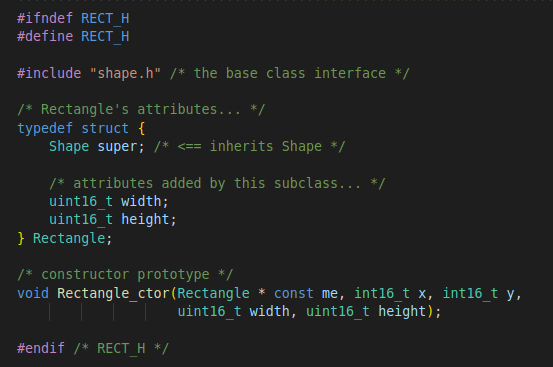 #ifndef RECT_H
#define RECT_H
#include "shape.h" /* the base class interface */
/* Rectangle's attributes... */
typedef struct {
    Shape super; /* <== inherits Shape */
    /* attributes added by this subclass... */
    uint16_t width;
    uint16_t height;
} Rectangle;
/* constructor prototype */
void Rectangle_ctor(Rectangle * const me, int16_t x, int16_t y,
                    uint16_t width, uint16_t height);
#endif /* RECT_H */